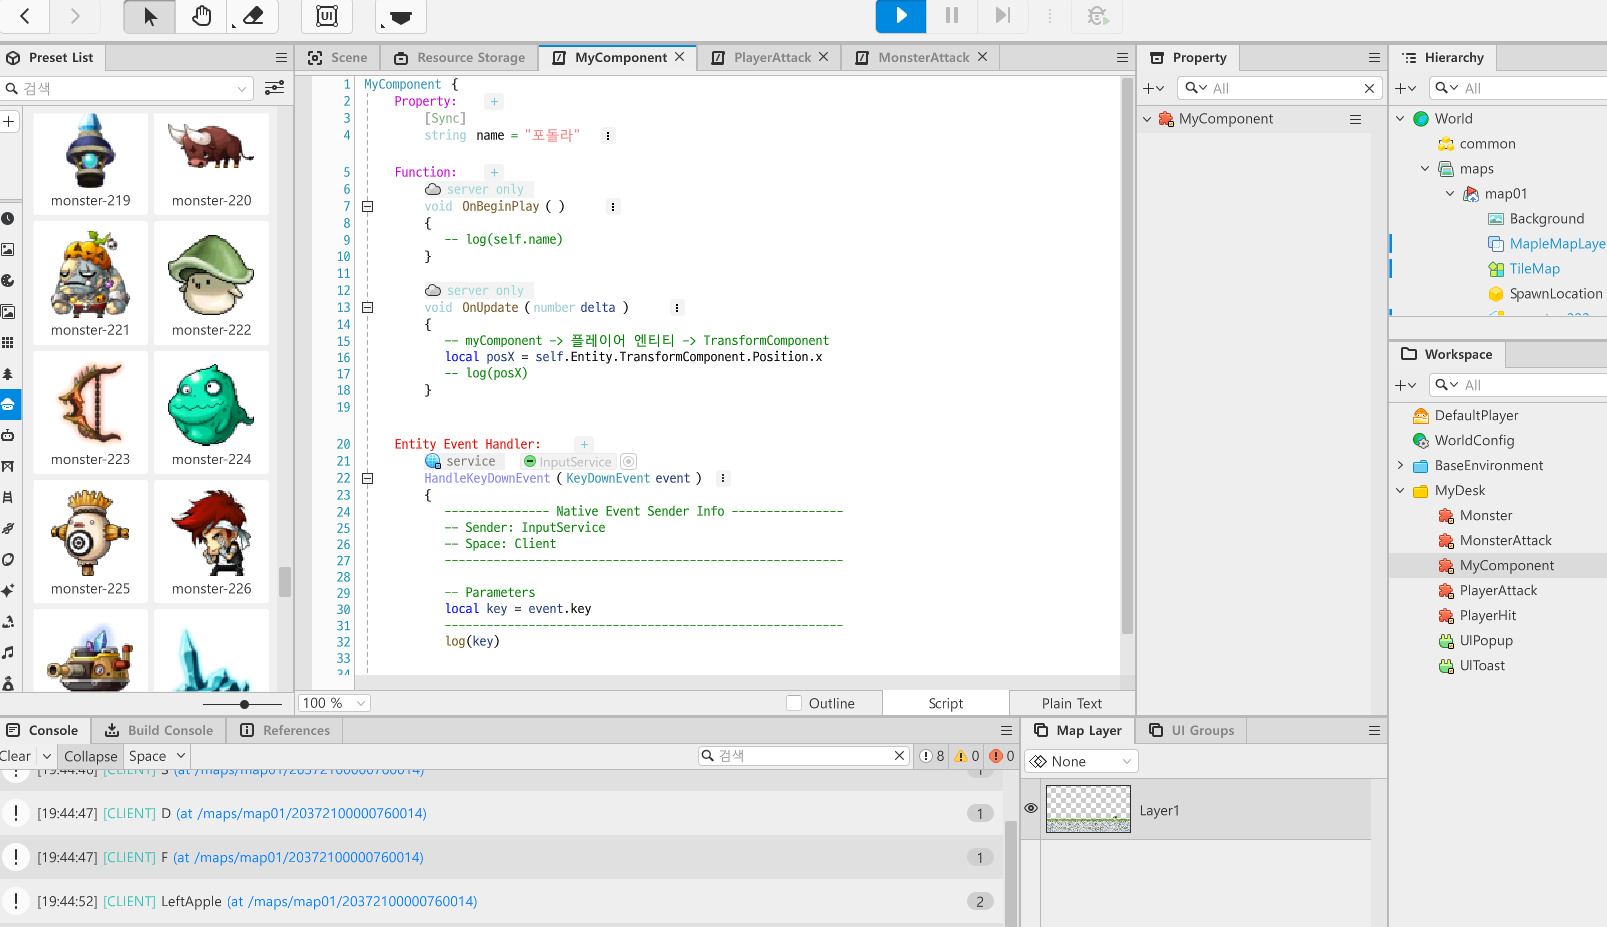 UI
Preset List
검색
monster-219
monster-220
monster-221
monster-222
monster-223
monster-224
monster-225
monster-226
Scene
Resource Storage
MyComponent
PlayerAttack
MonsterAttack
1 MyComponent {
2 Property: +
3 [Sync]
4 string name = "포돌라"
5 Function: +
6 server only
7 void OnBeginPlay ( )
8 {
9 -- log(self.name)
10 }
11
12 server only
13 void OnUpdate ( number delta )
14 {
15 -- myComponent -> 플레이어 엔티티 -> TransformComponent
16 local posX = self.Entity.TransformComponent.Position.x
17 -- log(posX)
18 }
19
20 Entity Event Handler: +
21 service InputService
22 HandleKeyDownEvent ( KeyDownEvent event )
23 {
24 --------------- Native Event Sender Info ----------------
25 -- Sender: InputService
26 -- Space: Client
27 ---------------------------------------------------------
28
29 -- Parameters
30 local key = event.key
31 ---------------------------------------------------------
32 log(key)
33
34
100 %
Outline
Script
Plain Text
Property
All
MyComponent
Hierarchy
All
World
common
maps
map01
Background
MapleMapLaye
TileMap
SpawnLocation
Workspace
All
DefaultPlayer
WorldConfig
BaseEnvironment
MyDesk
Monster
MonsterAttack
MyComponent
PlayerAttack
PlayerHit
UIPopup
UIToast
Console
Build Console
References
Clear
Collapse
Space
검색
8
0
0
[19:44:46] [CLIENT] S (at /maps/map01/20372100000760014) 1
[19:44:47] [CLIENT] D (at /maps/map01/20372100000760014) 1
[19:44:47] [CLIENT] F (at /maps/map01/20372100000760014) 1
[19:44:52] [CLIENT] LeftApple (at /maps/map01/20372100000760014) 2
Map Layer
UI Groups
None
Layer1